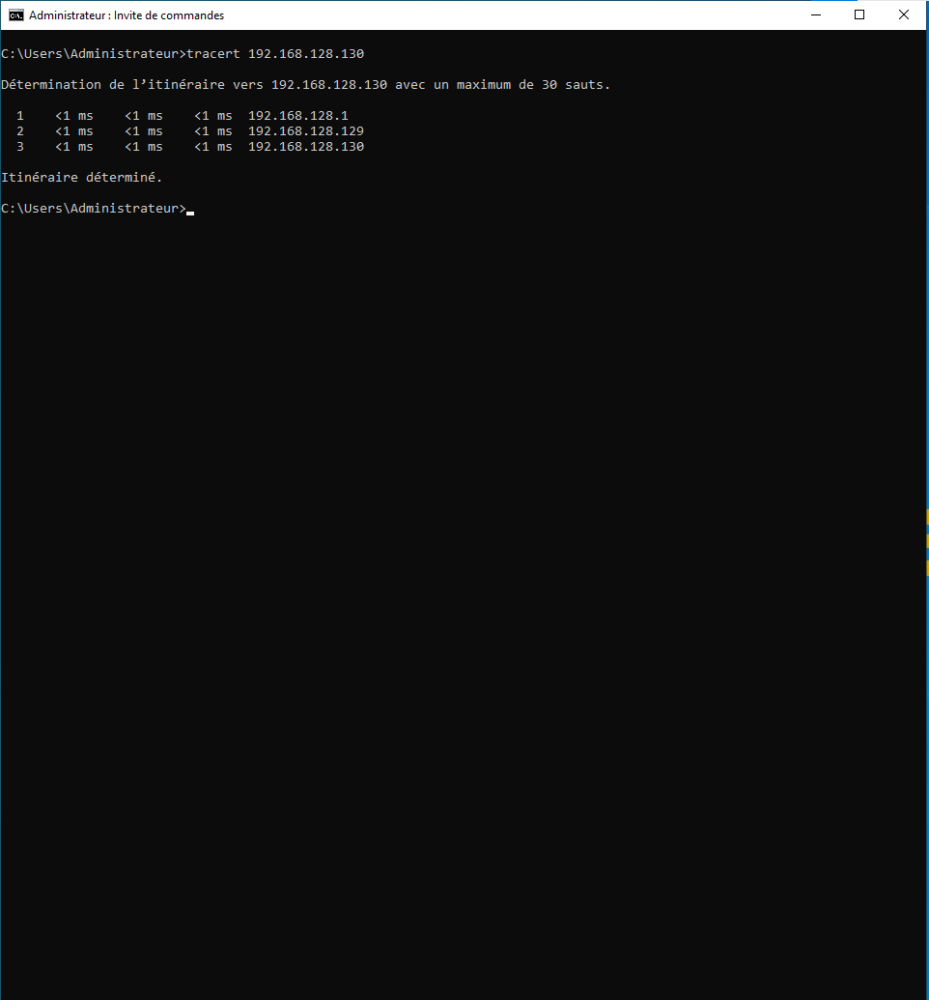 Administrateur : Invite de commandes
C:\Users\Administrateur>tracert 192.168.128.130
Détermination de l’itinéraire vers 192.168.128.130 avec un maximum de 30 sauts.
1 <1 ms <1 ms <1 ms 192.168.128.1
2 <1 ms <1 ms <1 ms 192.168.128.129
3 <1 ms <1 ms <1 ms 192.168.128.130
Itinéraire déterminé.
C:\Users\Administrateur>